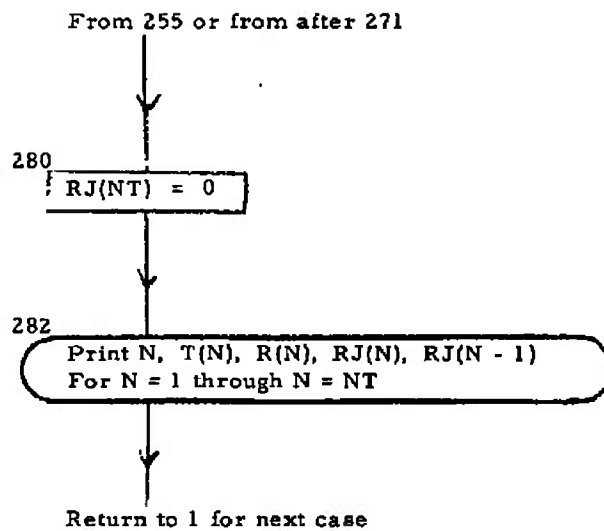 From 255 or from after 271
280
RJ(NT) = 0
282
Print N, T(N), R(N), RJ(N), RJ(N - 1)
For N = 1 through N = NT
Return to 1 for next case